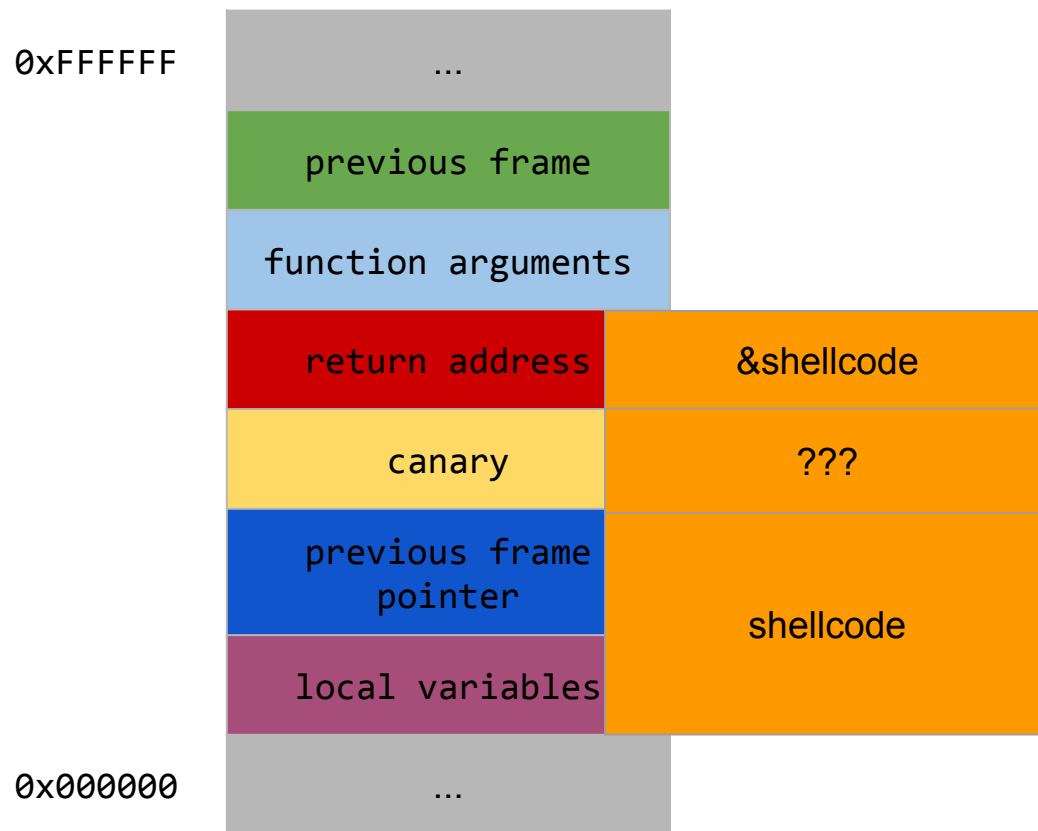 0xFFFFFF
...
previous frame
function arguments
return address
&shellcode
canary
???
previous frame
pointer
shellcode
local variables
0x000000
...